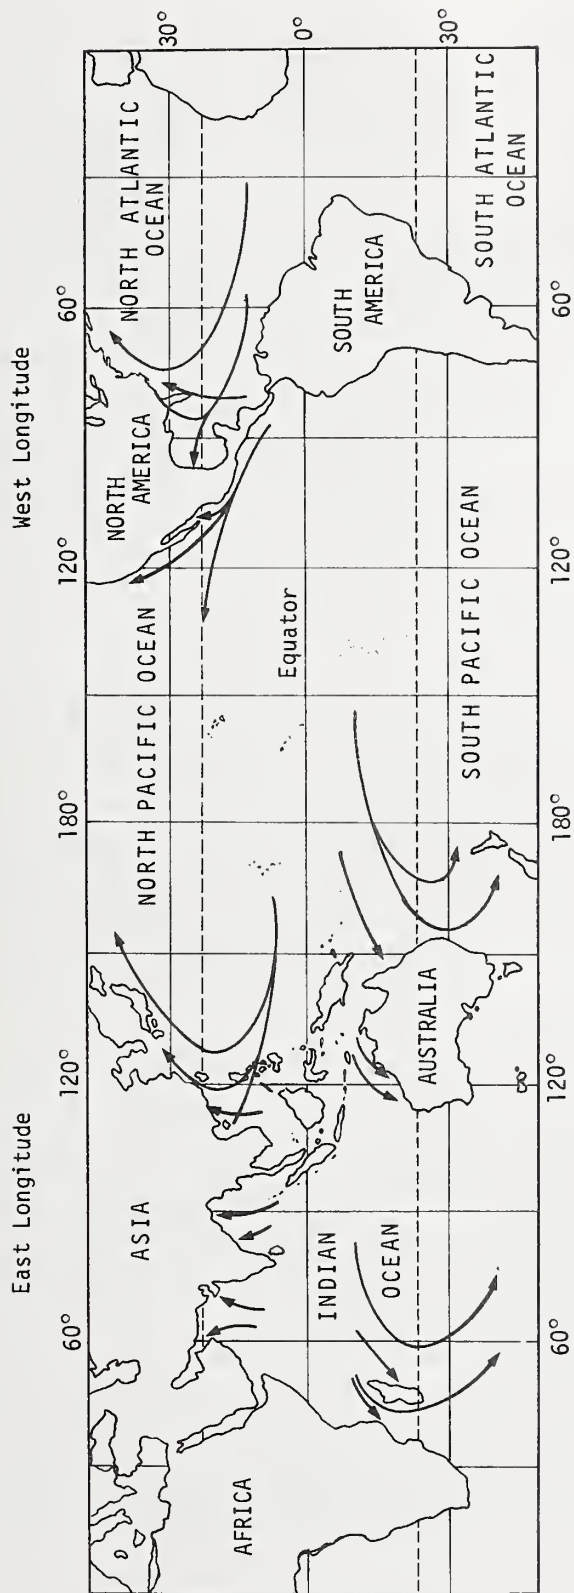 East Longitude
West Longitude
60°
120°
180°
120°
60°
30°
0°
30°
ASIA
AFRICA
INDIAN
OCEAN
AUSTRALIA
NORTH PACIFIC OCEAN
Equator
SOUTH PACIFIC OCEAN
NORTH
AMERICA
SOUTH
AMERICA
NORTH ATLANTIC
OCEAN
SOUTH ATLANTIC
OCEAN
60°
120°
180°
120°
60°